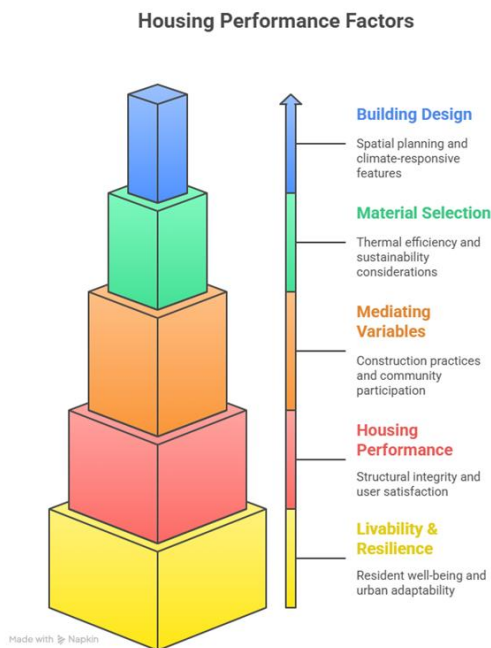 Housing Performance Factors
Building Design
Spatial planning and
climate-responsive
features
Material Selection
Thermal efficiency and
sustainability
considerations
Mediating
Variables
Construction practices
and community
participation
Housing
Performance
Structural integrity and
user satisfaction
Livability &
Resilience
Resident well-being and
urban adaptability
Made with Napkin